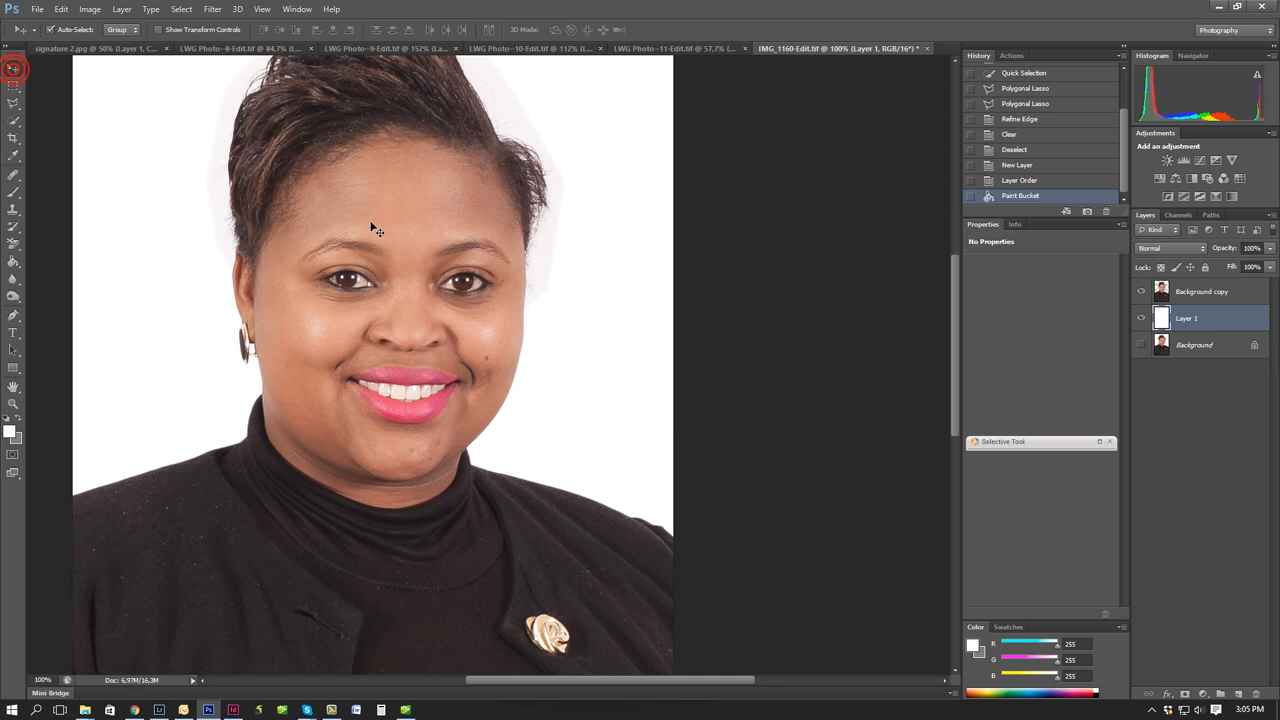 Ps File Edit Image Layer Type Select Filter 3D View Window Help
Auto-Select: Group Show Transform Controls 3D Mode: Photography
signature 2.jpg @ 50% (Layer 1, C... × LWG Photo--8-Edit.tif @ 84,7% (L... × LWG Photo--9-Edit.tif @ 152% (La... × LWG Photo--10-Edit.tif @ 112% (L... × LWG Photo--11-Edit.tif @ 57,7% (... × IMG_1160-Edit.tif @ 100% (Layer 1, RGB/16*) * ×
History Actions
Quick Selection
Polygonal Lasso
Polygonal Lasso
Refine Edge
Clear
Deselect
New Layer
Layer Order
Paint Bucket
Properties Info
No Properties
Selective Tool
Histogram Navigator
Adjustments
Add an adjustment
Layers Channels Paths
Kind
Normal Opacity: 100%
Lock: Fill: 100%
Background copy
Layer 1
Background
Color Swatches
R 255
G 255
B 255
100% Doc: 6,97M/16,3M
Mini Bridge
3:05 PM